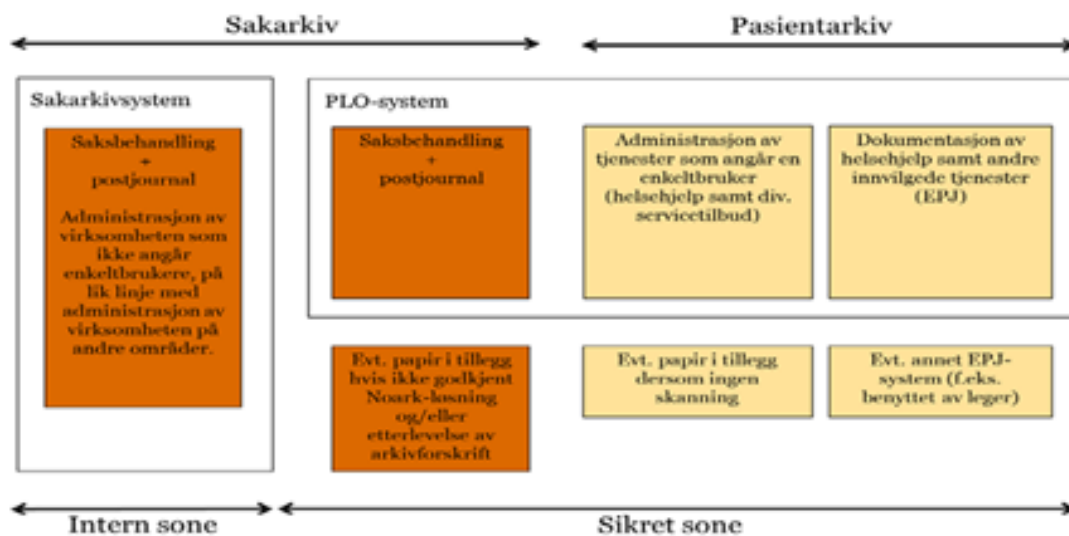 Sakarkiv
Pasientarkiv
Sakarkivsystem
Saksbehandling
+
postjournal
Administrasjon av
virksomheten som
ikke angår
enkeltbrukere, på
lik linje med
administrasjon av
virksomheten på
andre områder.
PLO-system
Saksbehandling
+
postjournal
Administrasjon av
tjenester som angår en
enkeltbruker
(helsehjelp samt div.
servicetilbud)
Dokumentasjon av
helsehjelp samt andre
innvilgede tjenester
(EPJ)
Evt. papir i tillegg
hvis ikke godkjent
Noark-løsning
og/eller
etterlevelse av
arkivforskrift
Evt. papir i tillegg
dersom ingen
skanning
Evt. annet EPJ-
system (f.eks.
benyttet av leger)
Intern sone
Sikret sone